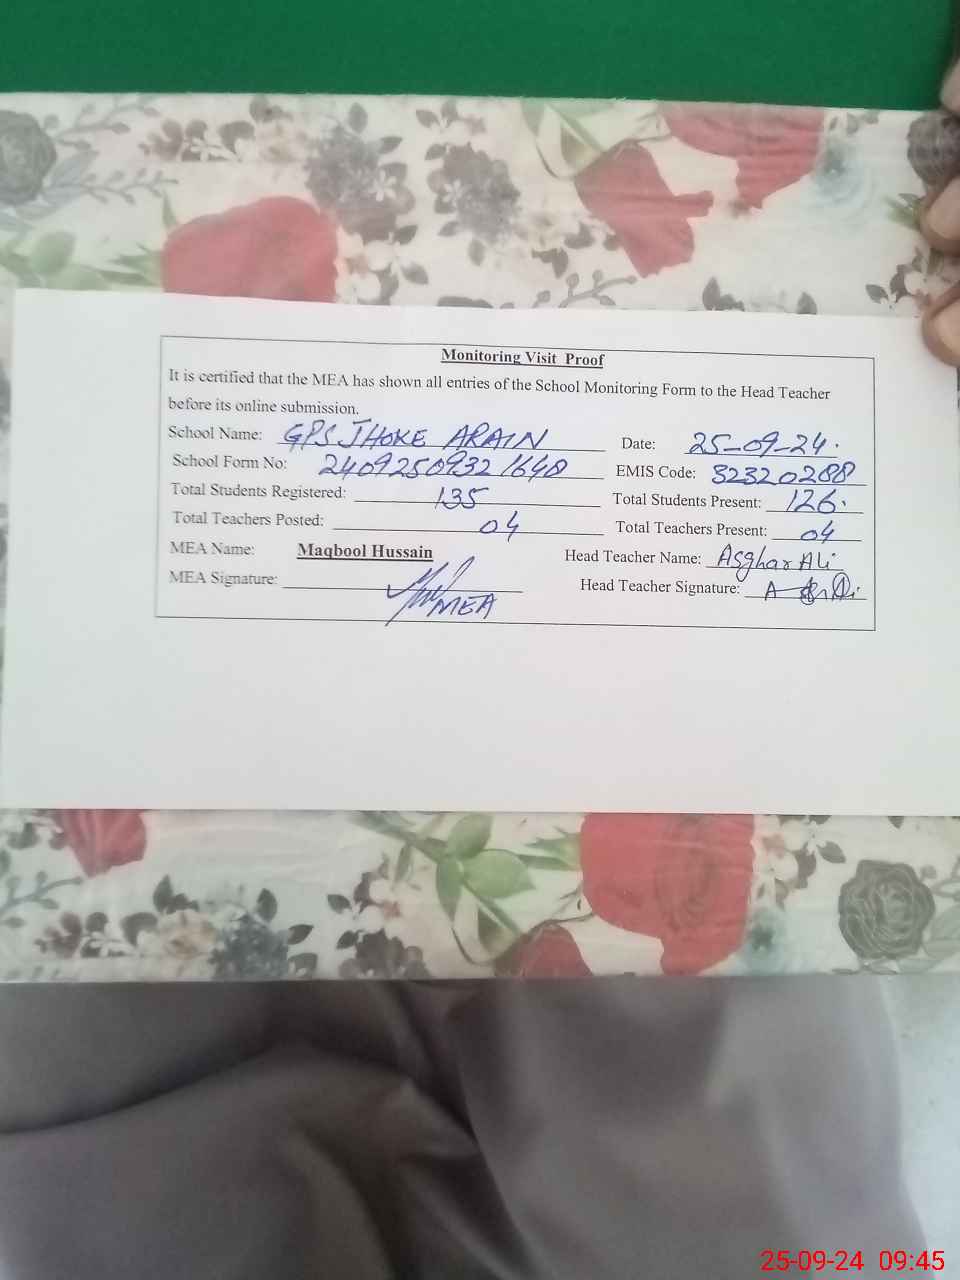 Monitoring Visit Proof
It is certified that the MEA has shown all entries of the School Monitoring Form to the Head Teacher
before its online submission.
School Name: GPS JHOKE ARAIN Date: 25-09-24.
School Form No: 24092509321648 EMIS Code: 32320288
Total Students Registered: 135 Total Students Present: 126.
Total Teachers Posted: 04 Total Teachers Present: 04
MEA Name: Maqbool Hussain Head Teacher Name: Asghar Ali
MEA Signature: MEA Head Teacher Signature:
25-09-24 09:45